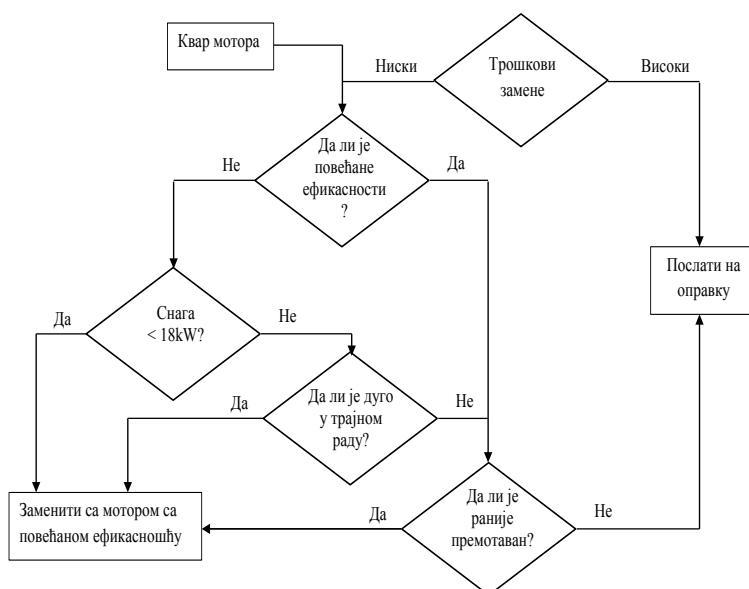 Квар мотора
Ниски
Трошкови
замене
Високи
Да ли је
повећане
ефикасности
?
Не
Да
Послати на
оправку
Снага
< 18kW?
Да
Не
Да ли је дуго
у трајном
раду?
Да
Не
Заменити са мотором са
повећаном ефикасношћу
Да
Да ли је
раније
премотаван?
Не